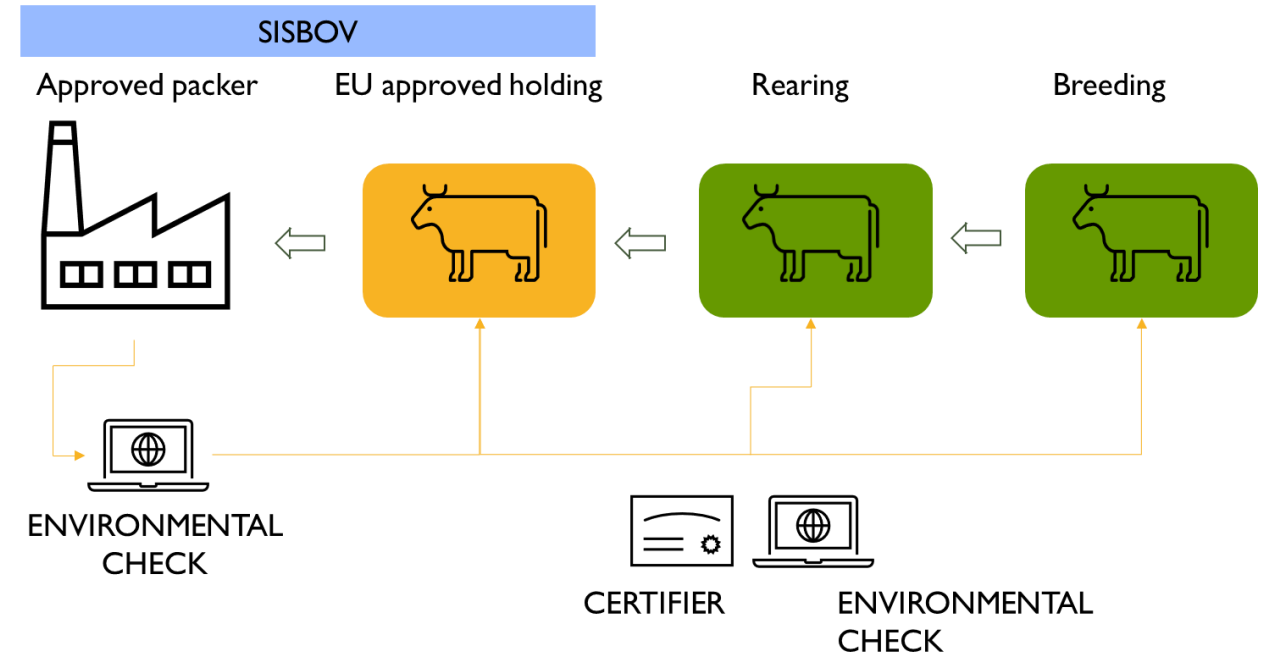 SISBOV
Approved packer
EU approved holding
Rearing
Breeding
ENVIRONMENTAL
CHECK
CERTIFIER
ENVIRONMENTAL
CHECK